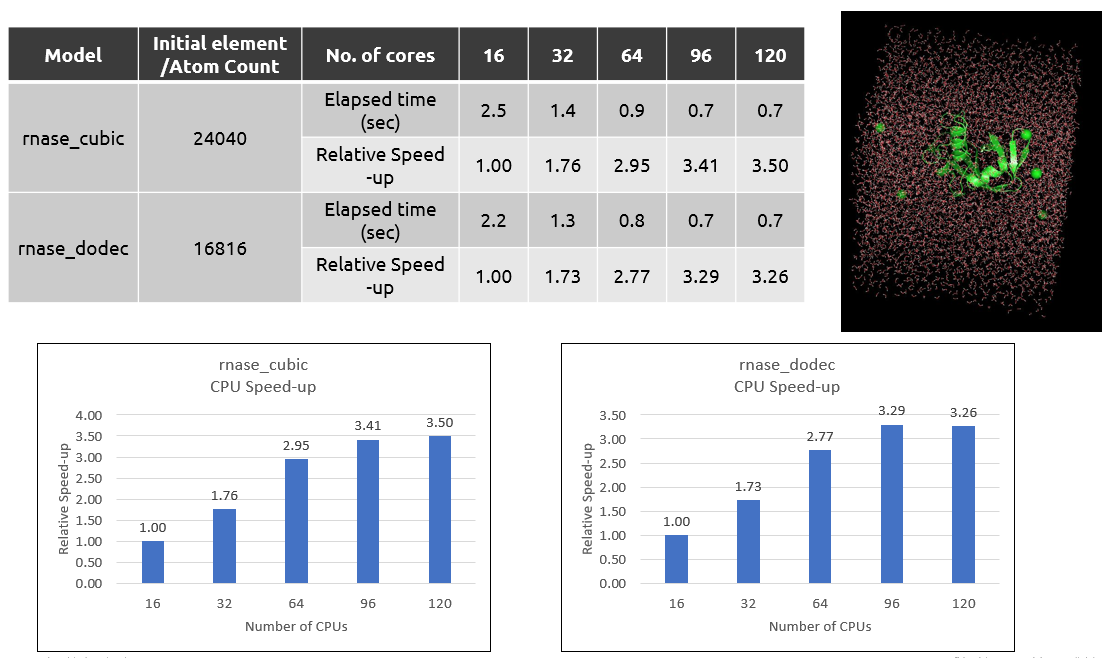 Model Initial element /Atom Count No. of cores 16 32 64 96 120
rnase_cubic 24040 Elapsed time (sec) 2.5 1.4 0.9 0.7 0.7
Relative Speed -up 1.00 1.76 2.95 3.41 3.50
rnase_dodec 16816 Elapsed time (sec) 2.2 1.3 0.8 0.7 0.7
Relative Speed -up 1.00 1.73 2.77 3.29 3.26
rnase_cubic
CPU Speed-up
Relative Speed-up
4.00
3.50
3.00
2.50
2.00
1.50
1.00
0.50
0.00
1.00 1.76 2.95 3.41 3.50
16 32 64 96 120
Number of CPUs
rnase_dodec
CPU Speed-up
Relative Speed-up
3.50
3.00
2.50
2.00
1.50
1.00
0.50
0.00
1.00 1.73 2.77 3.29 3.26
16 32 64 96 120
Number of CPUs